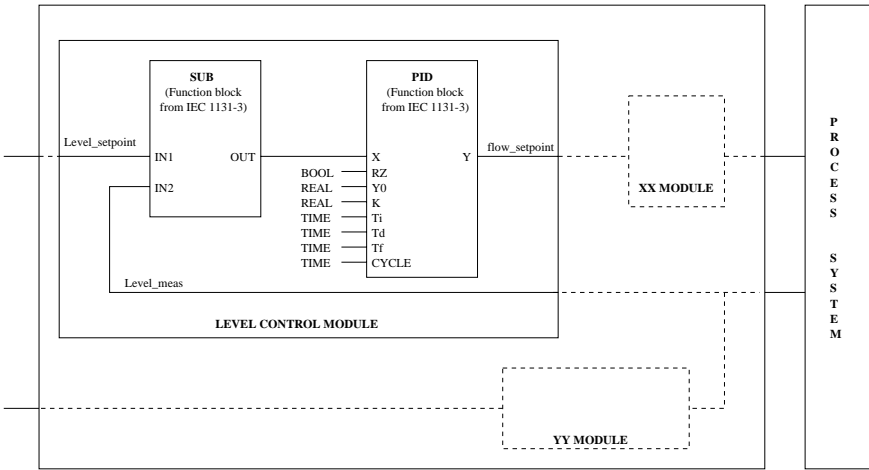 SUB
(Function block
from IEC 1131-3)
PID
(Function block
from IEC 1131-3)
Level_setpoint
IN1
OUT
IN2
X
Y
flow_setpoint
BOOL
RZ
REAL
Y0
REAL
K
TIME
Ti
TIME
Td
TIME
Tf
TIME
CYCLE
Level_meas
LEVEL CONTROL MODULE
XX MODULE
YY MODULE
PROCESS SYSTEM